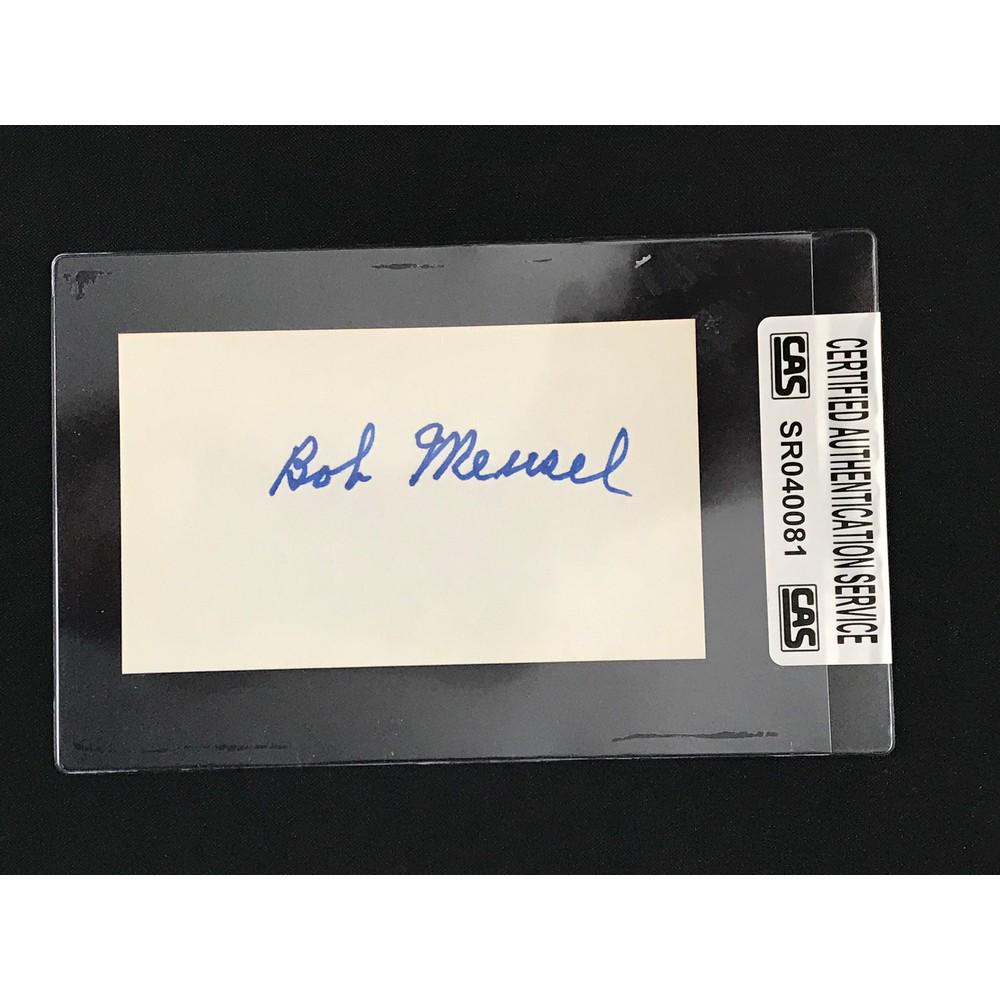 Bob Meusel
CERTIFIED AUTHENTICATION SERVICE
CAS SR040081 CAS